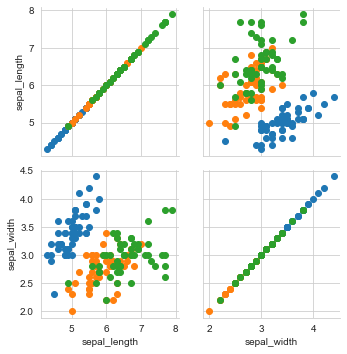 8
7
6
5
sepal_length
4.5
4.0
3.5
3.0
2.5
2.0
sepal_width
5 6 7 8
sepal_length
2 3 4
sepal_width